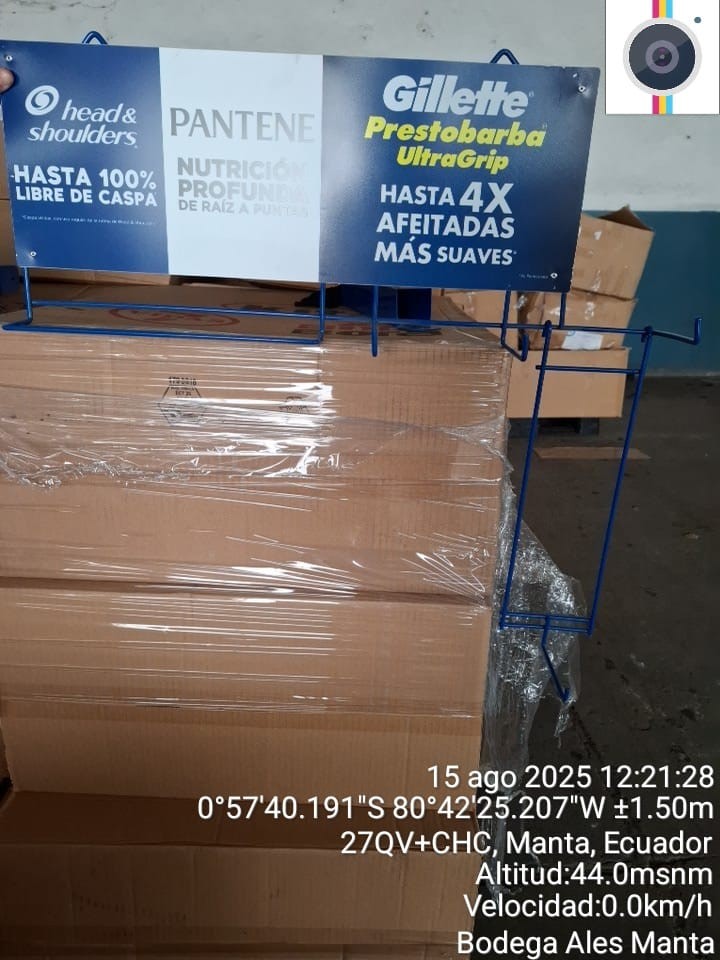 head &
shoulders
HASTA 100%
LIBRE DE CASPA
PANTENE
NUTRICIÓN
PROFUNDA
DE RAÍZ A PUNTAS
Gillette
Prestobarba
UltraGrip
HASTA 4X
AFEITADAS
MÁS SUAVES*
15 ago 2025 12:21:28
0°57'40.191"S 80°42'25.207"W ±1.50m
27QV+CHC, Manta, Ecuador
Altitud:44.0msnm
Velocidad:0.0km/h
Bodega Ales Manta